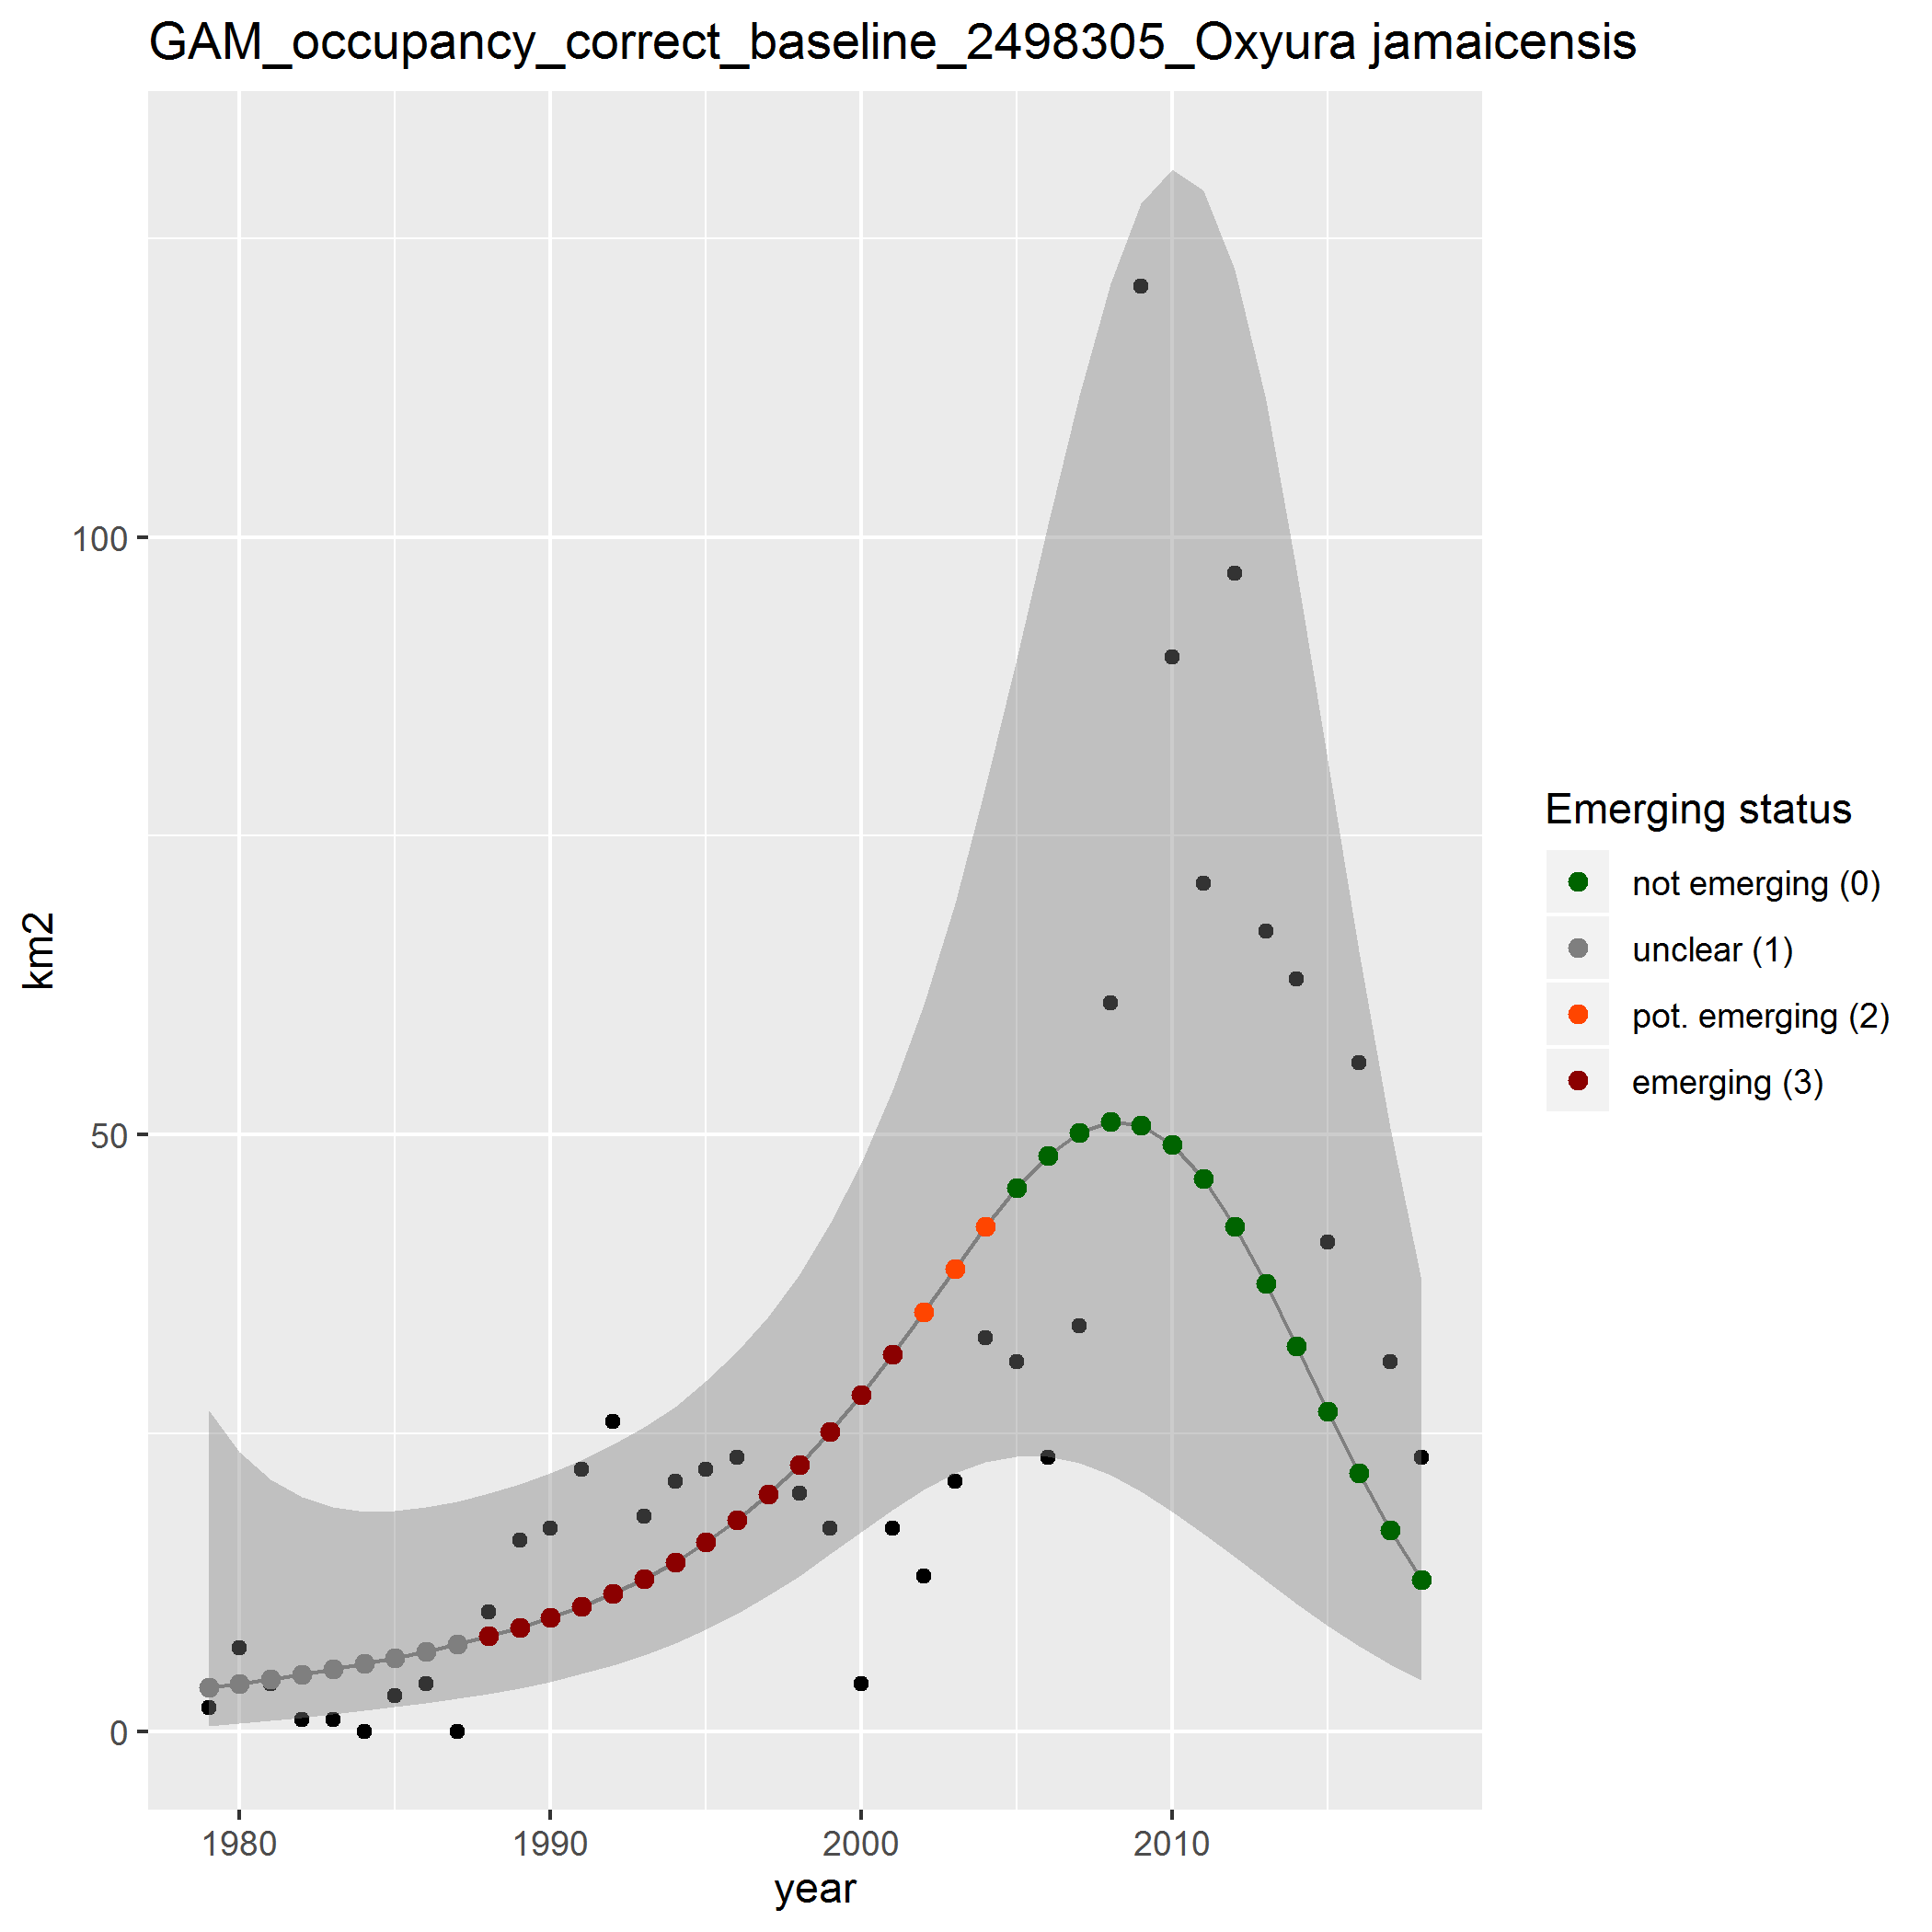 GAM_occupancy_correct_baseline_2498305_Oxyura jamaicensis
100
50
0
km2
1980 1990 2000 2010
year
Emerging status
not emerging (0)
unclear (1)
pot. emerging (2)
emerging (3)